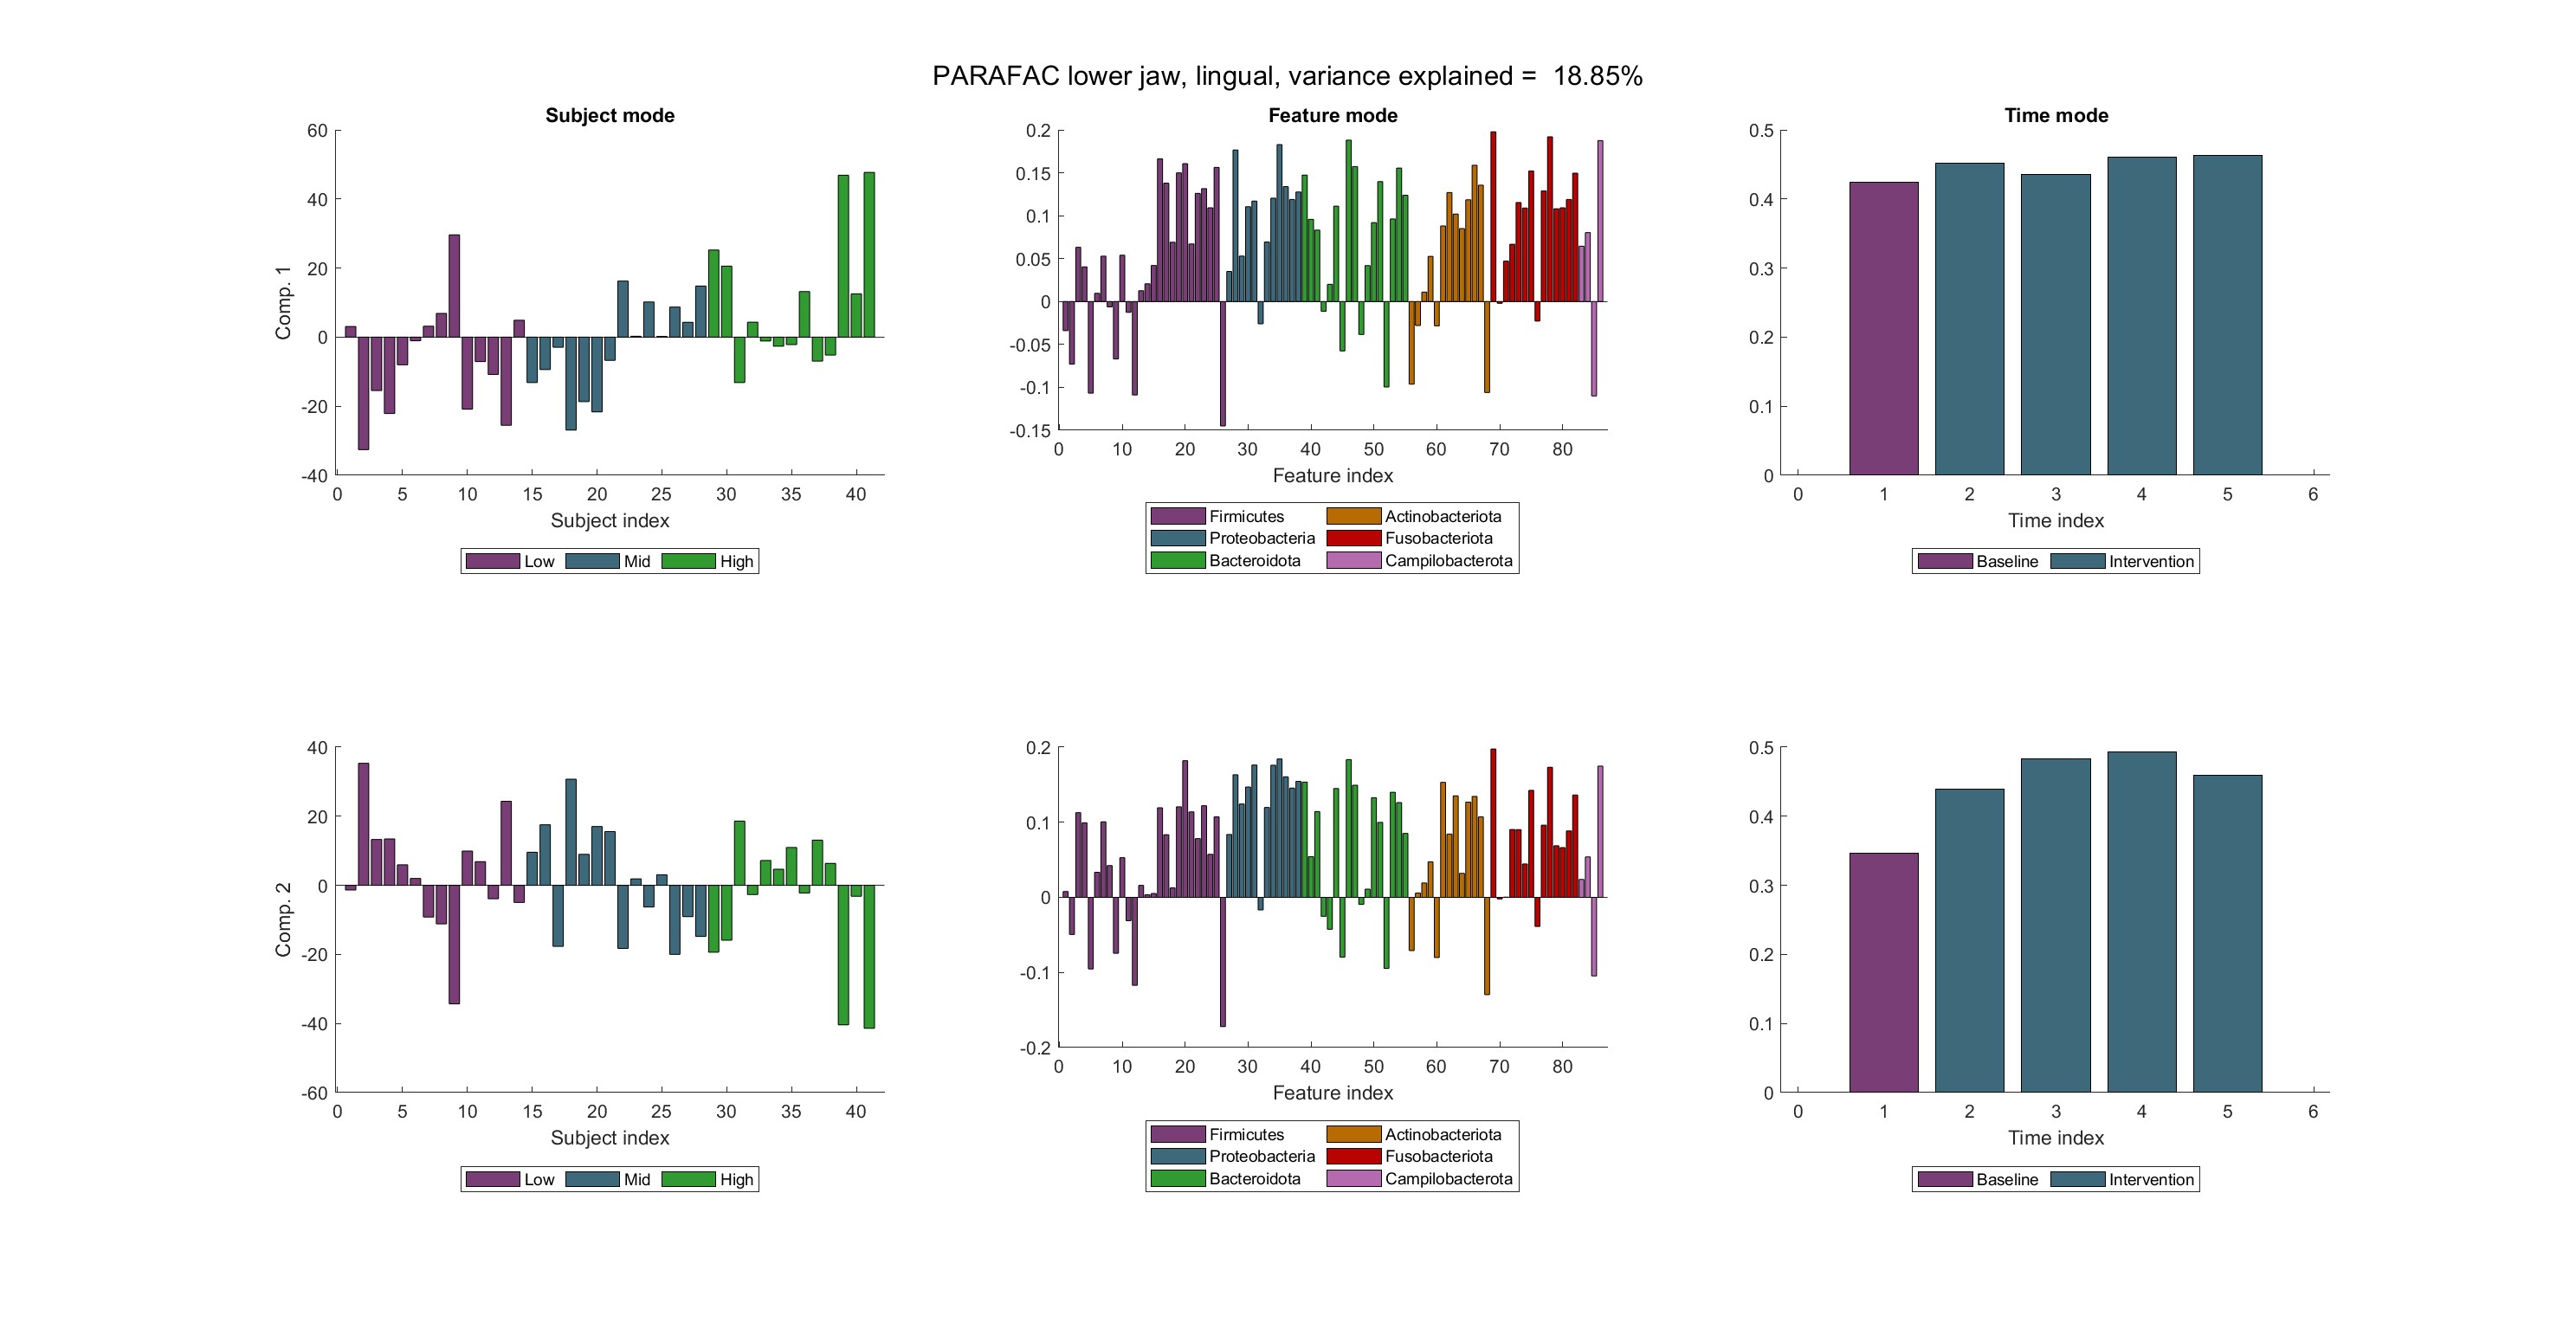 PARAFAC lower jaw, lingual, variance explained = 18.85%
Subject mode
60
40
20
0
-20
-40
Comp. 1
0 5 10 15 20 25 30 35 40
Subject index
Low Mid High
Feature mode
0.2
0.15
0.1
0.05
0
-0.05
-0.1
-0.15
0 10 20 30 40 50 60 70 80
Feature index
Firmicutes Actinobacteriota
Proteobacteria Fusobacteriota
Bacteroidota Campilobacterota
Time mode
0.5
0.4
0.3
0.2
0.1
0
0 1 2 3 4 5 6
Time index
Baseline Intervention
40
20
0
-20
-40
-60
Comp. 2
0 5 10 15 20 25 30 35 40
Subject index
Low Mid High
0.2
0.1
0
-0.1
-0.2
0 10 20 30 40 50 60 70 80
Feature index
Firmicutes Actinobacteriota
Proteobacteria Fusobacteriota
Bacteroidota Campilobacterota
0.5
0.4
0.3
0.2
0.1
0
0 1 2 3 4 5 6
Time index
Baseline Intervention